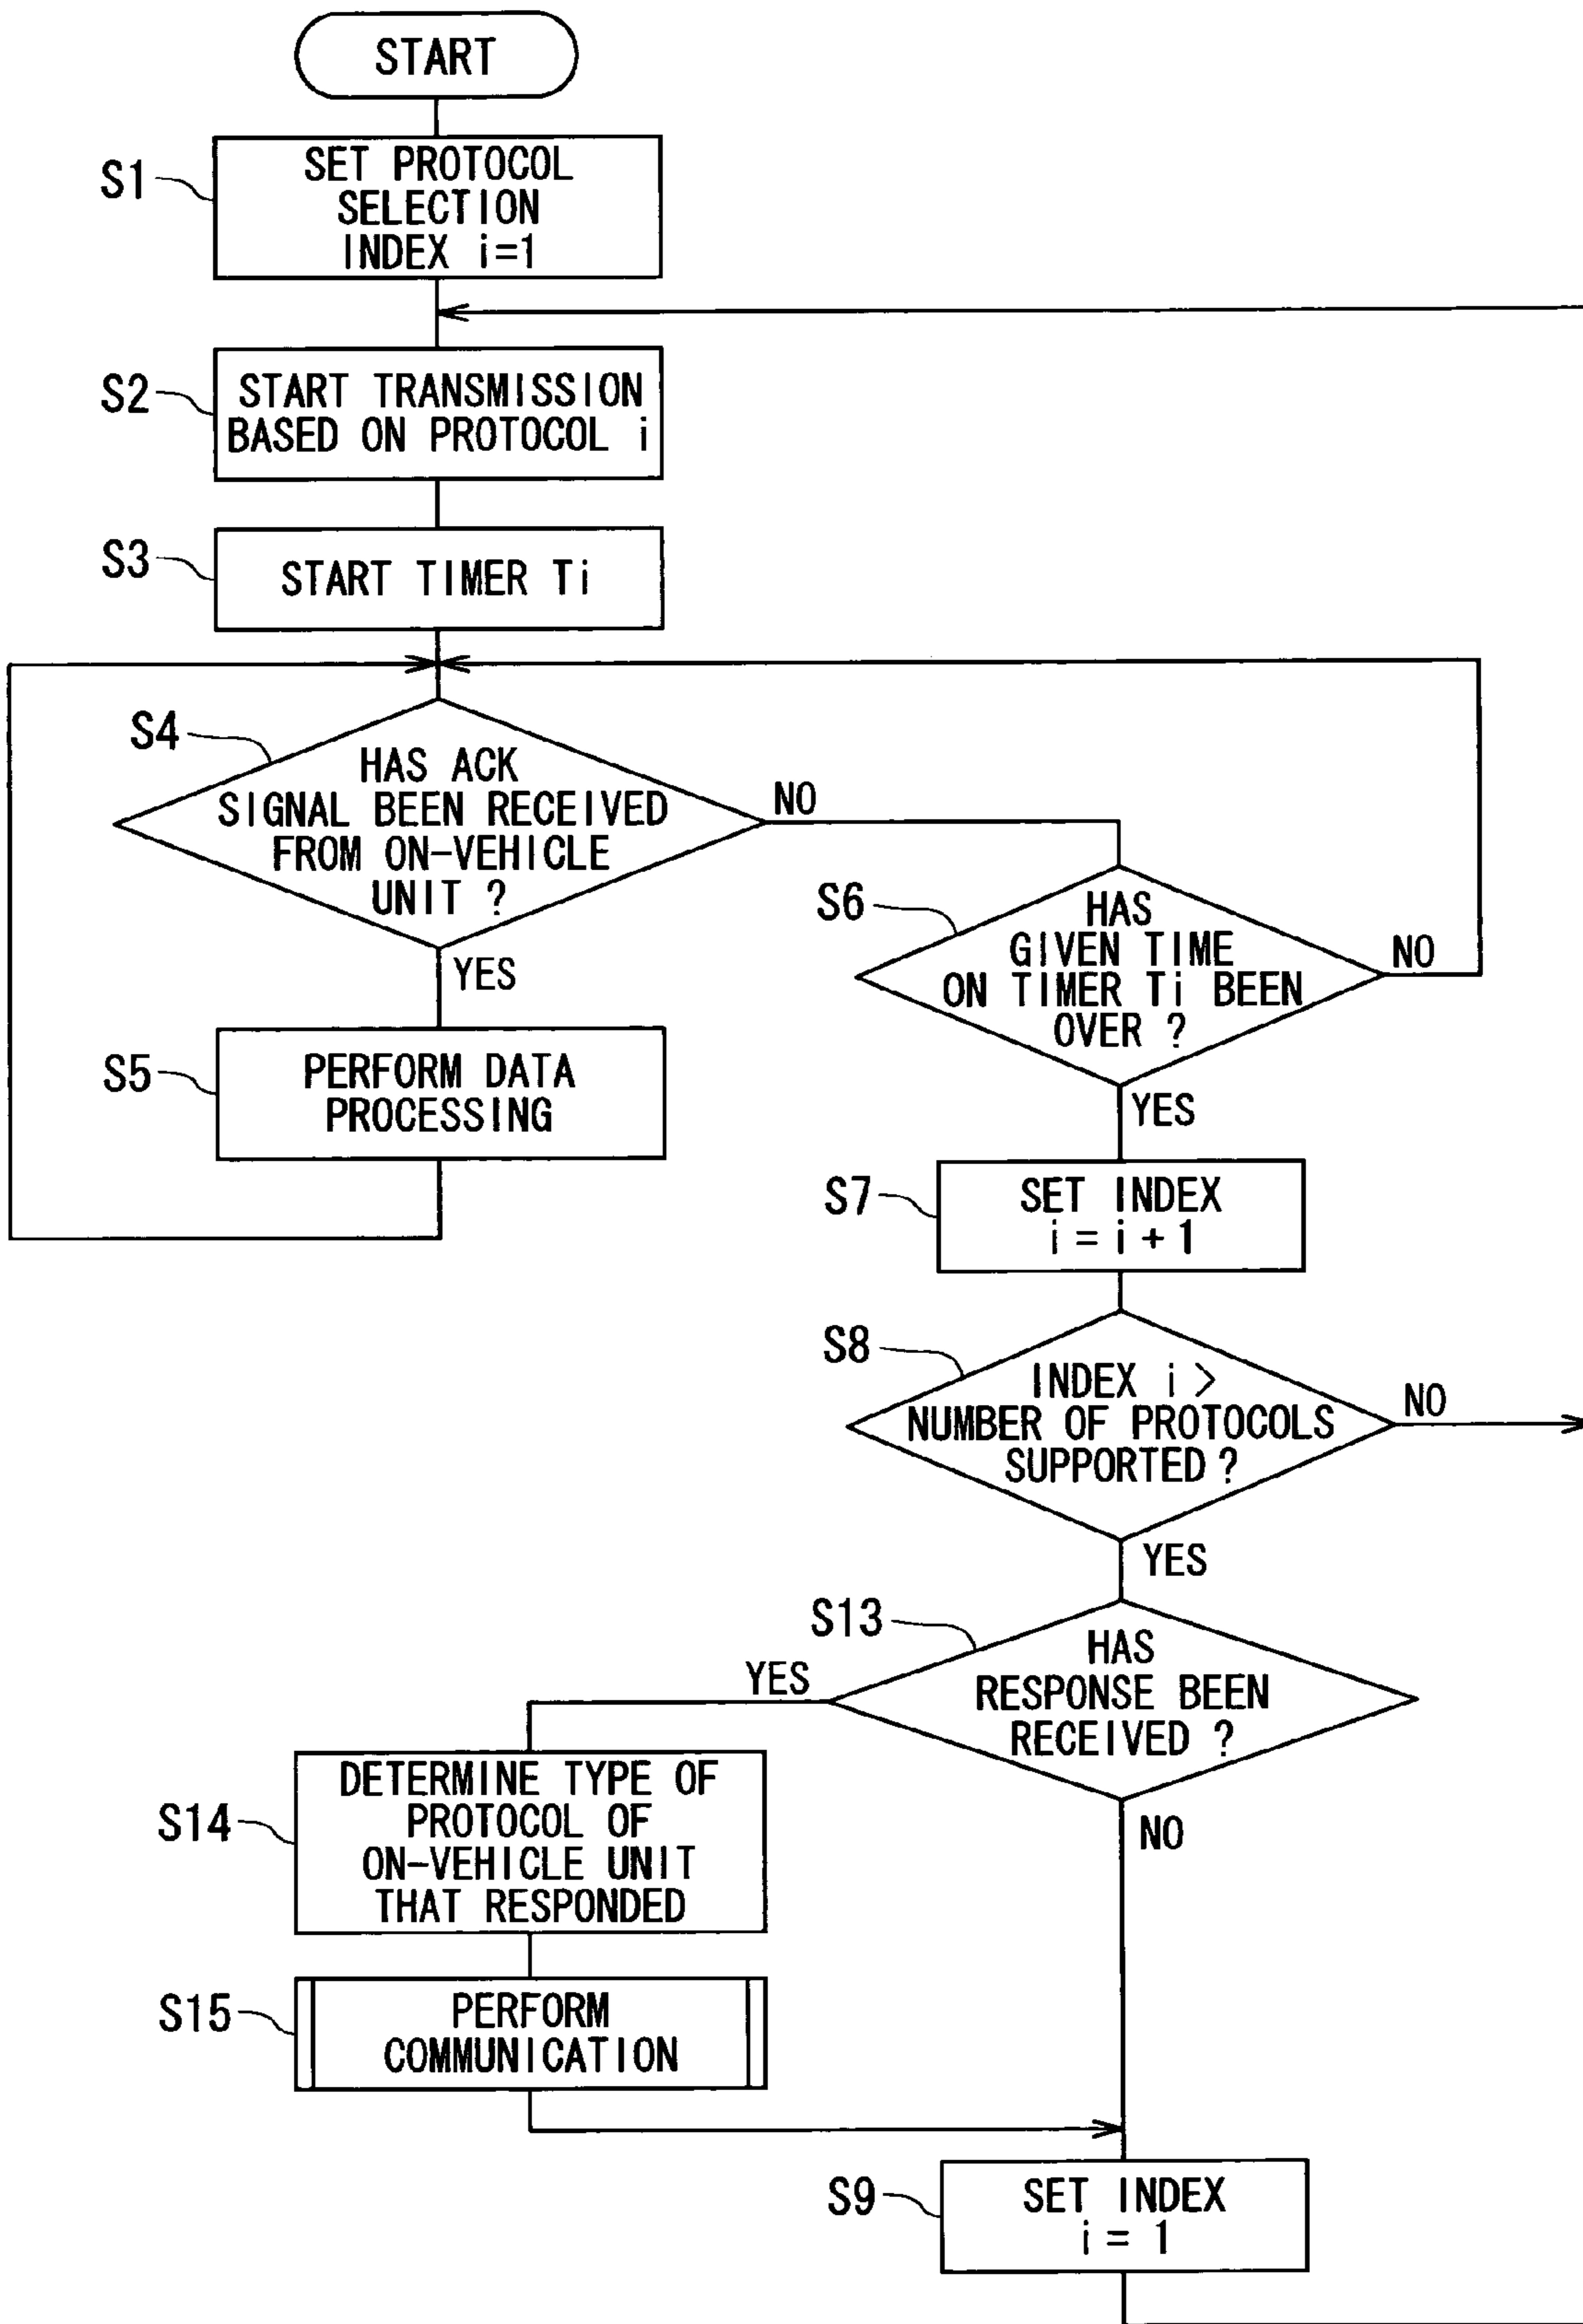 START
S1
SET PROTOCOL
SELECTION
INDEX i=1
S2
START TRANSMISSION
BASED ON PROTOCOL i
S3
START TIMER Ti
S4
HAS ACK
SIGNAL BEEN RECEIVED
FROM ON-VEHICLE
UNIT ?
NO
YES
S5
PERFORM DATA
PROCESSING
S6
HAS
GIVEN TIME
ON TIMER Ti BEEN
OVER ?
NO
YES
S7
SET INDEX
i = i + 1
S8
INDEX i >
NUMBER OF PROTOCOLS
SUPPORTED ?
NO
YES
S13
HAS
RESPONSE BEEN
RECEIVED ?
YES
NO
S14
DETERMINE TYPE OF
PROTOCOL OF
ON-VEHICLE UNIT
THAT RESPONDED
S15
PERFORM
COMMUNICATION
S9
SET INDEX
i = 1